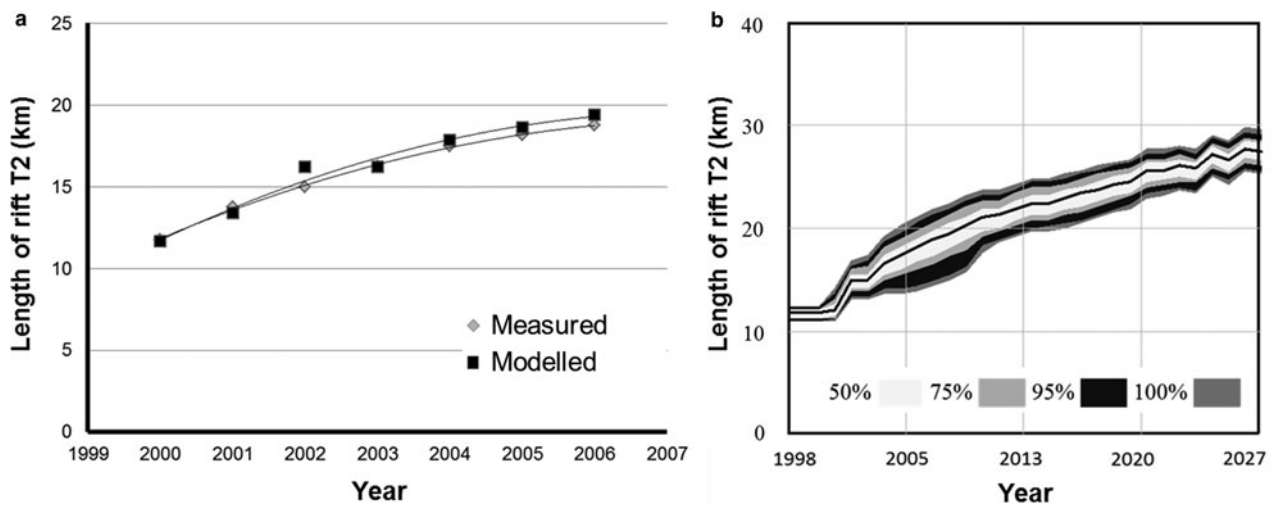 a
25
20
15
10
5
0
Length of rift T2 (km)
Measured
Modelled
1999 2000 2001 2002 2003 2004 2005 2006 2007
Year
b
40
30
20
10
0
Length of rift T2 (km)
50% 75% 95% 100%
1998 2005 2013 2020 2027
Year